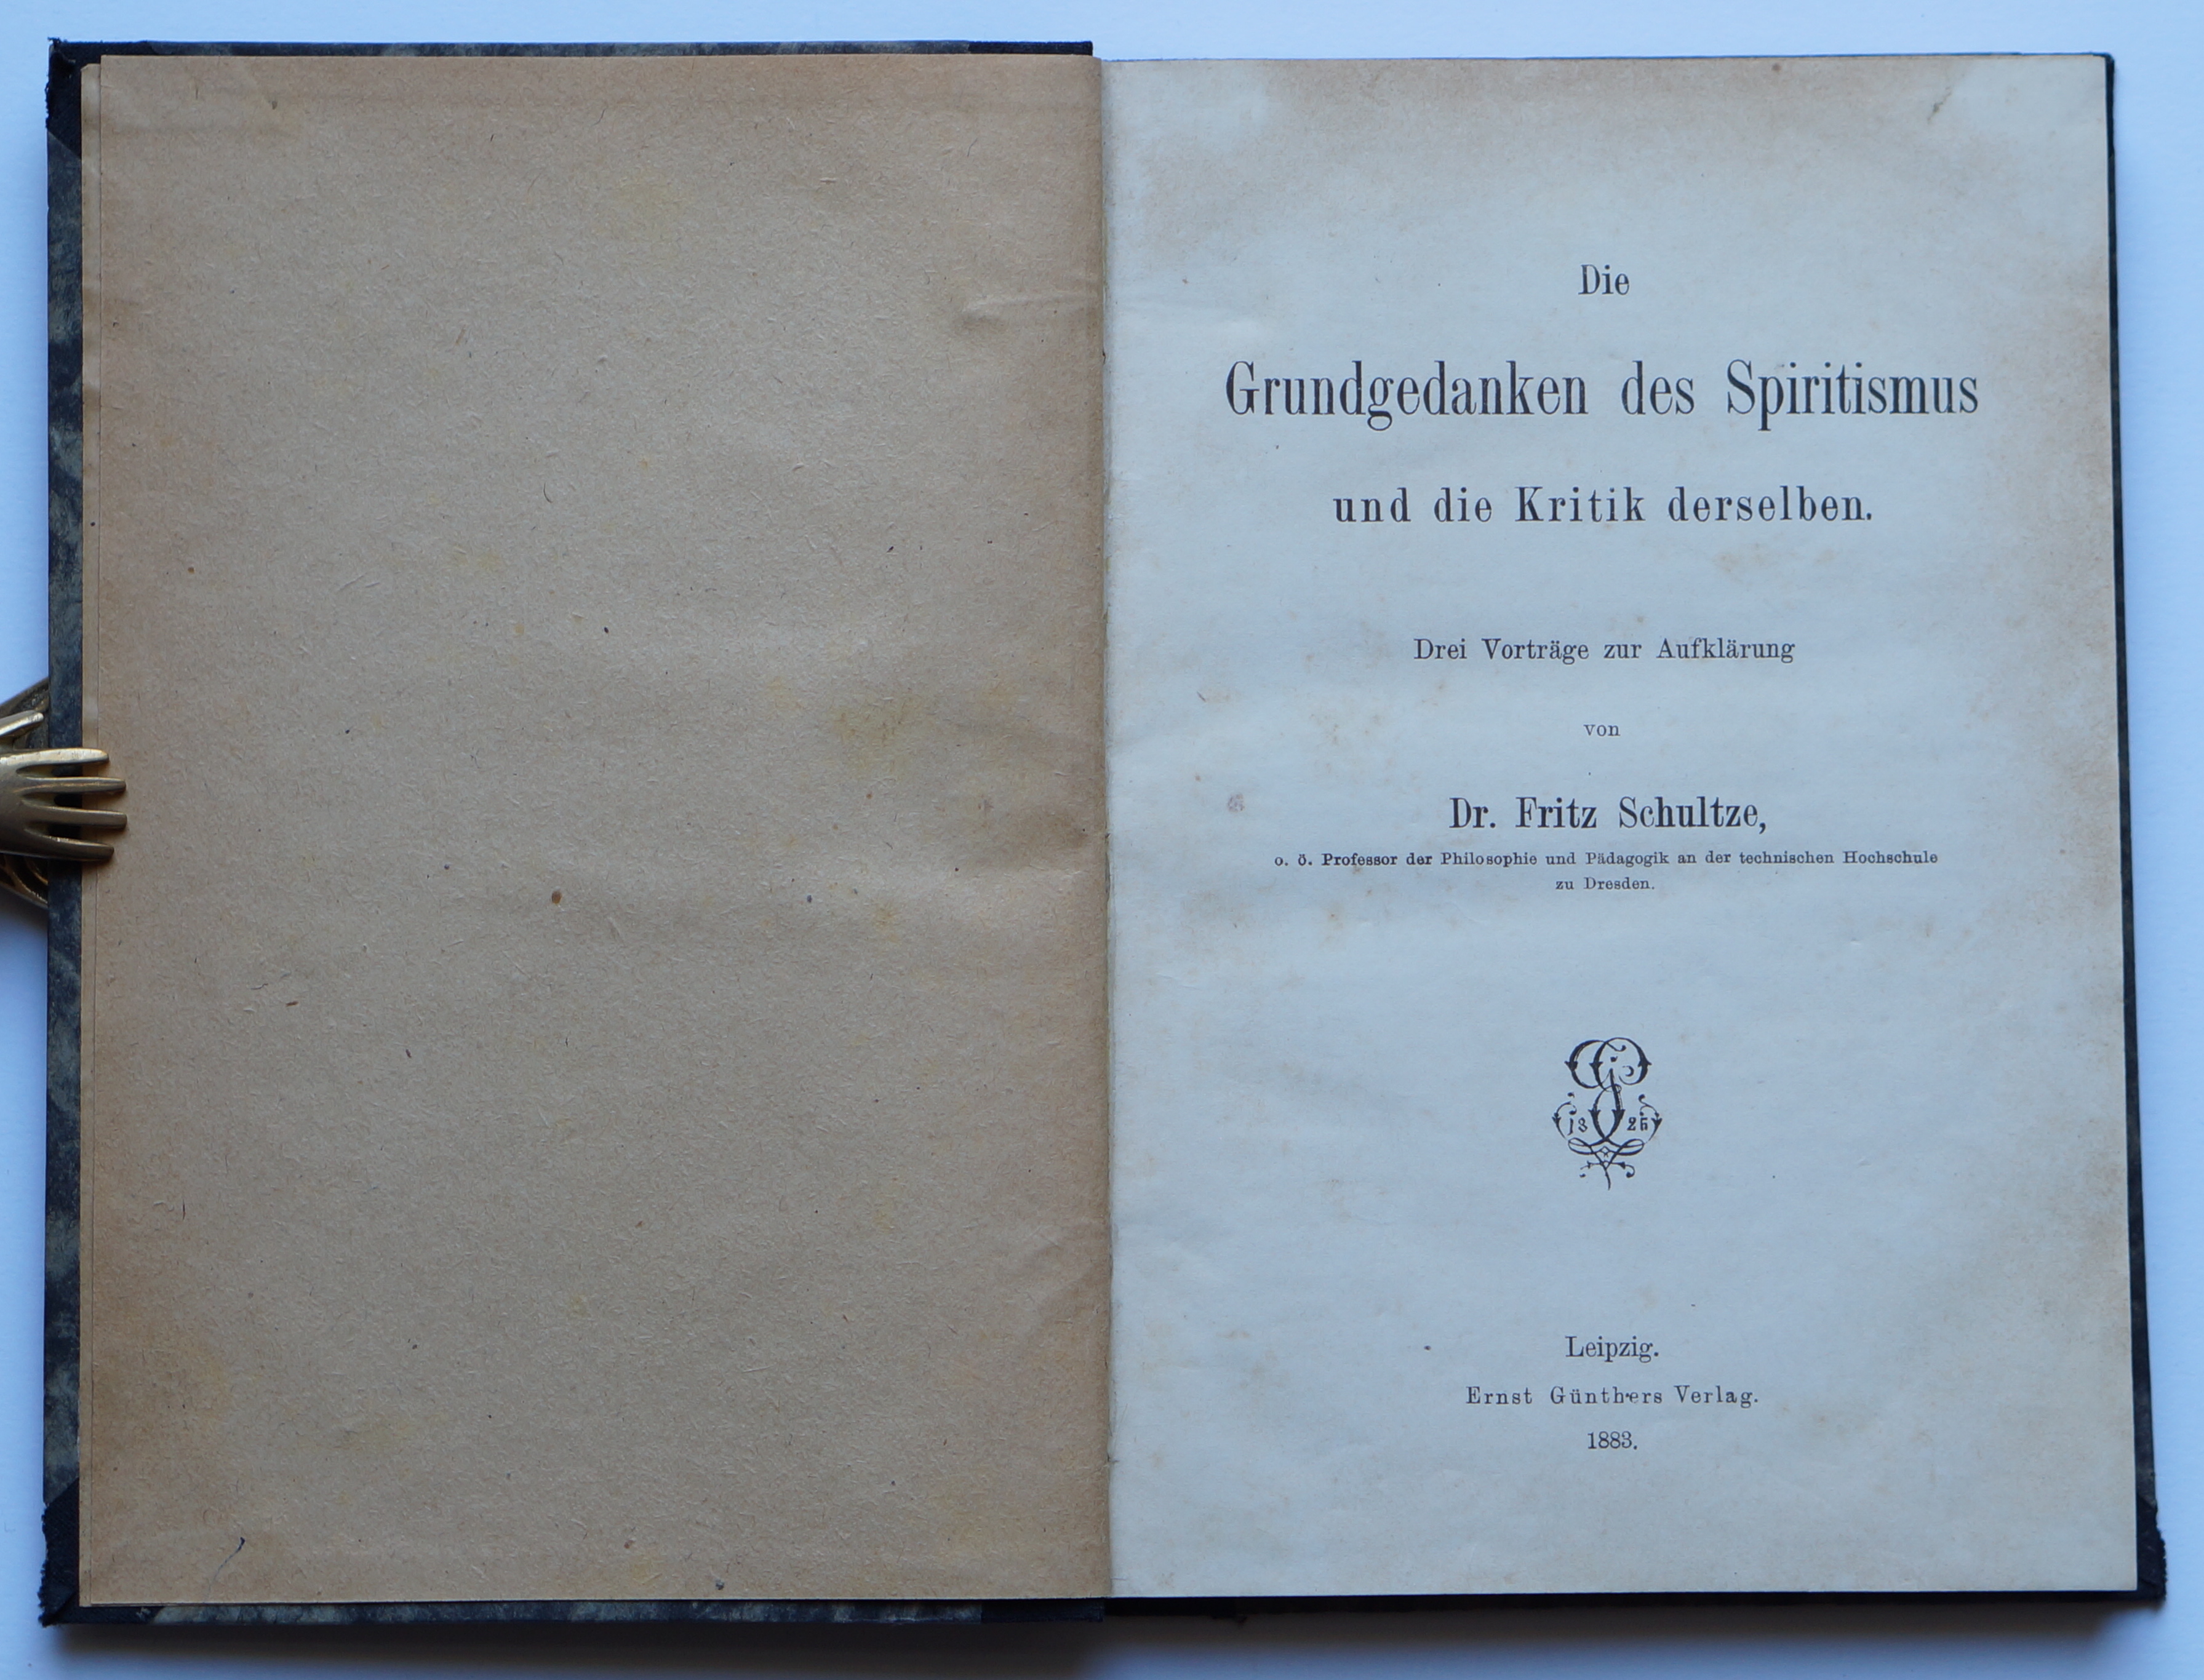 Die
Grundgedanken des Spiritismus
und die Kritik derselben.
Drei Vorträge zur Aufklärung
von
Dr. Fritz Schultze,
o. ö. Professor der Philosophie und Pädagogik an der technischen Hochschule
zu Dresden.
Leipzig.
Ernst Günthers Verlag.
1883.